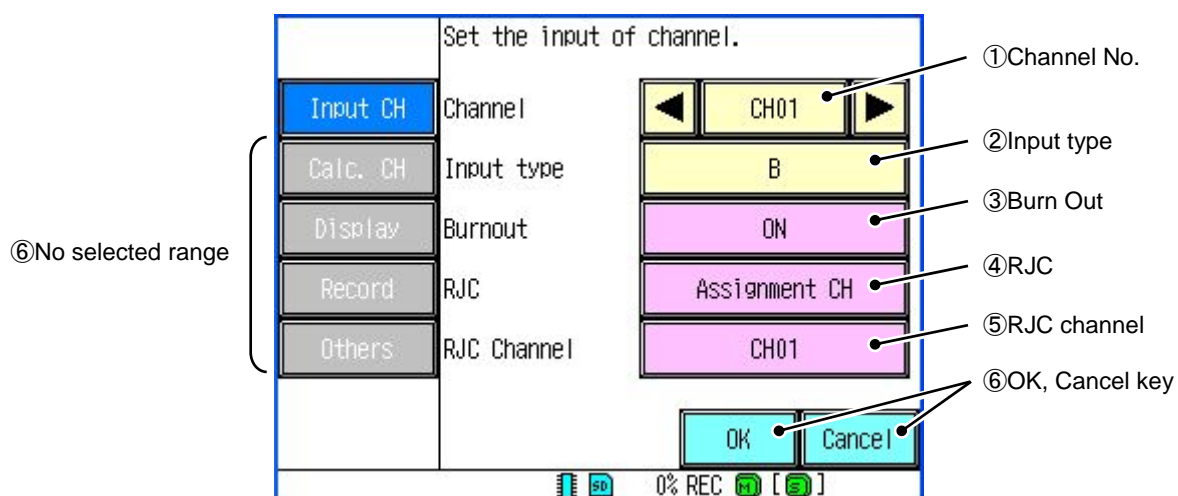 Set the input of channel.
①Channel No.
Input CH Channel CH01
②Input type
Calc. CH Input type B
③Burn Out
Display Burnout ON
⑥No selected range
④RJC
Record RJC Assignment CH
⑤RJC channel
Others RJC Channel CH01
⑥OK, Cancel key
OK Cancel
SD 0% REC M [S]